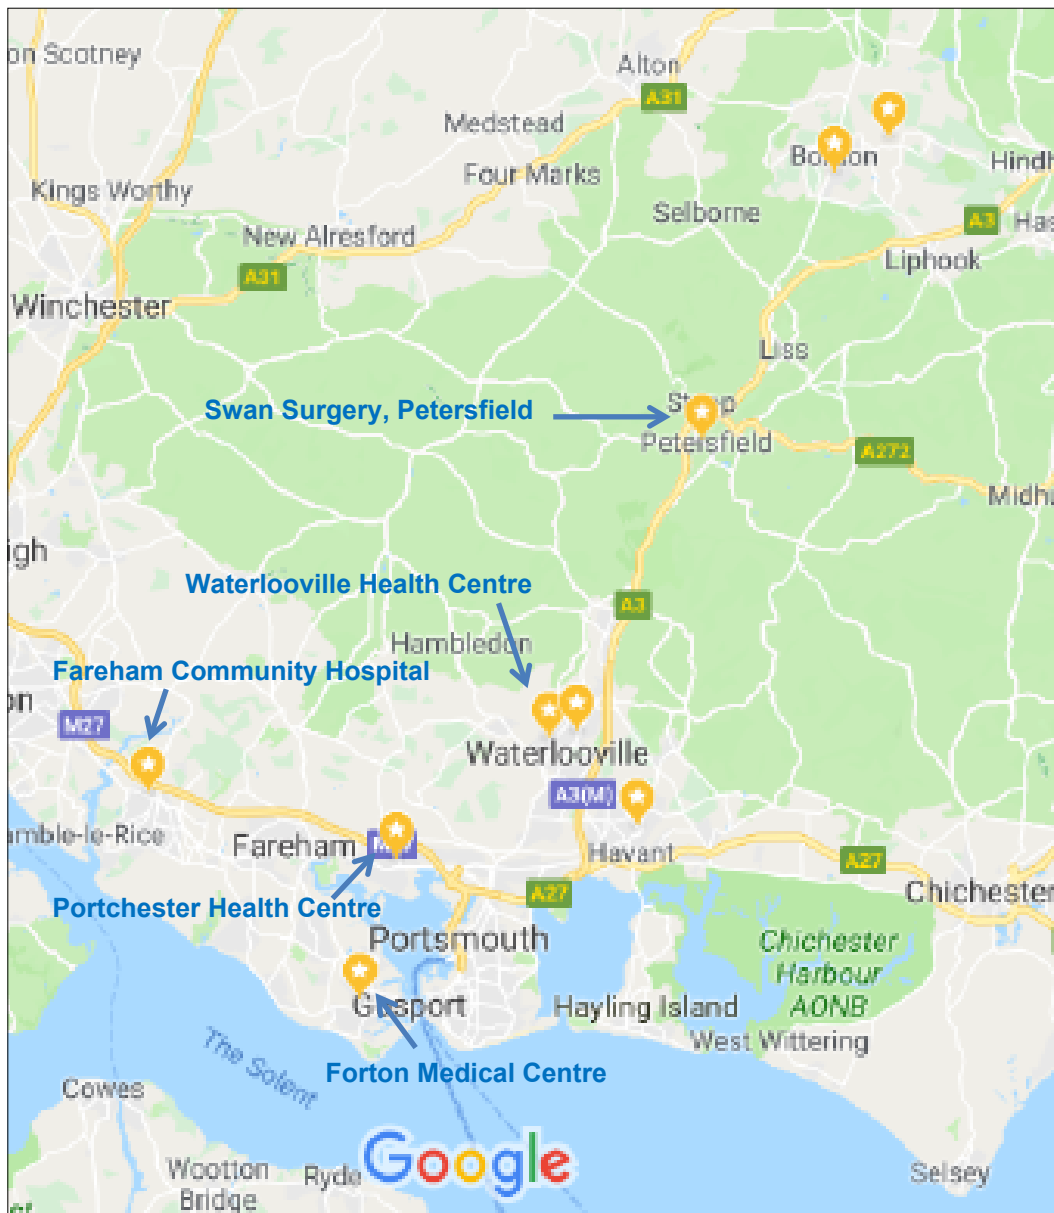 on Scotney
Alton
A31
Medstead
Four Marks
Hindh
Kings Worthy
Selborne
A3
Has
New Alresford
Liphook
A31
Winchester
Liss
Swan Surgery, Petersfield
Petersfield
A272
Midhu
igh
Waterlooville Health Centre
A3
Hambledon
Fareham Community Hospital
on
M27
Waterlooville
A3(M)
amble-le-Rice
Fareham
Havant
A27
A27
Chichester
Portchester Health Centre
Portsmouth
Chichester
Harbour
AONB
Gosport
Hayling Island
West Wittering
The Solent
Forton Medical Centre
Cowes
Google
Wootton
Bridge
Ryde
Selsey